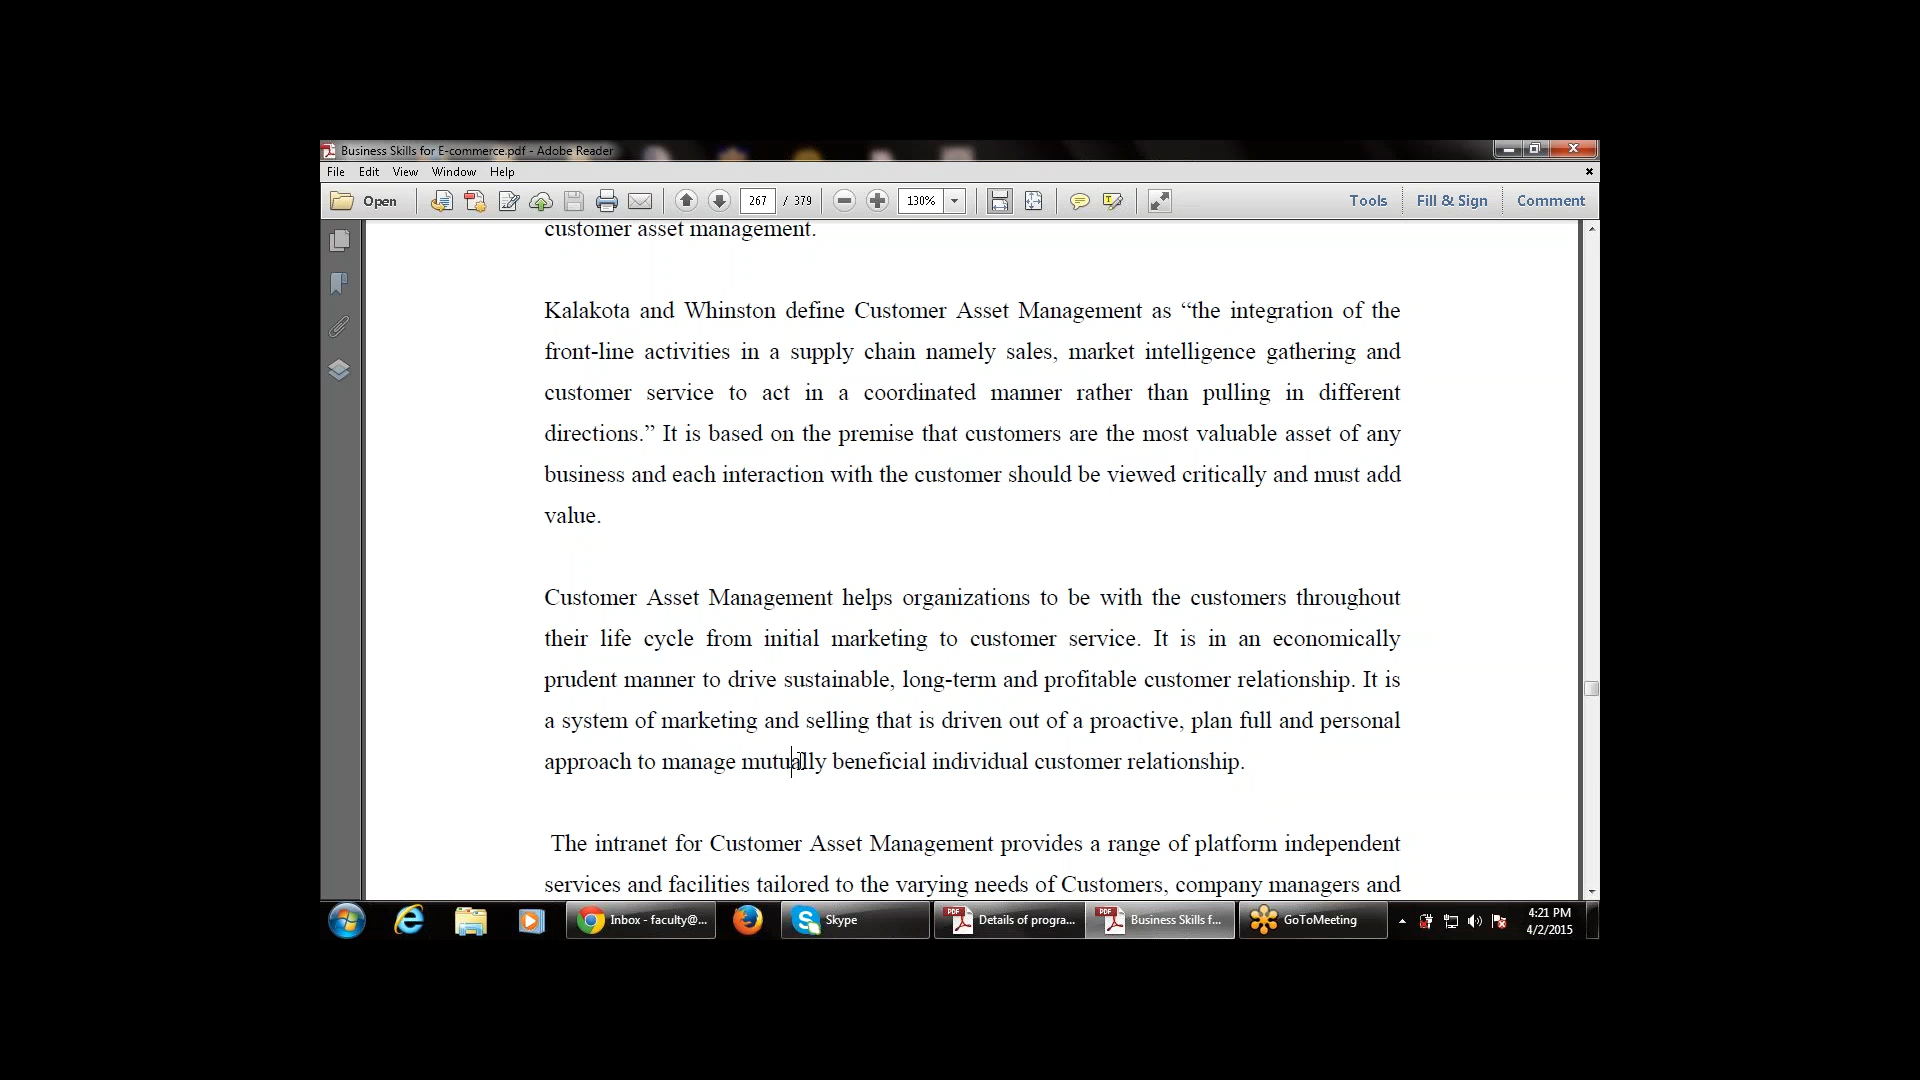 Business Skills for E-commerce.pdf - Adobe Reader
File Edit View Window Help
Open 267 / 379 130% Tools Fill & Sign Comment
customer asset management.
Kalakota and Whinston define Customer Asset Management as “the integration of the
front-line activities in a supply chain namely sales, market intelligence gathering and
customer service to act in a coordinated manner rather than pulling in different
directions.” It is based on the premise that customers are the most valuable asset of any
business and each interaction with the customer should be viewed critically and must add
value.
Customer Asset Management helps organizations to be with the customers throughout
their life cycle from initial marketing to customer service. It is in an economically
prudent manner to drive sustainable, long-term and profitable customer relationship. It is
a system of marketing and selling that is driven out of a proactive, plan full and personal
approach to manage mutually beneficial individual customer relationship.
The intranet for Customer Asset Management provides a range of platform independent
services and facilities tailored to the varying needs of Customers, company managers and
Inbox - faculty@... Skype Details of progra... Business Skills f... GoToMeeting 4:21 PM
4/2/2015